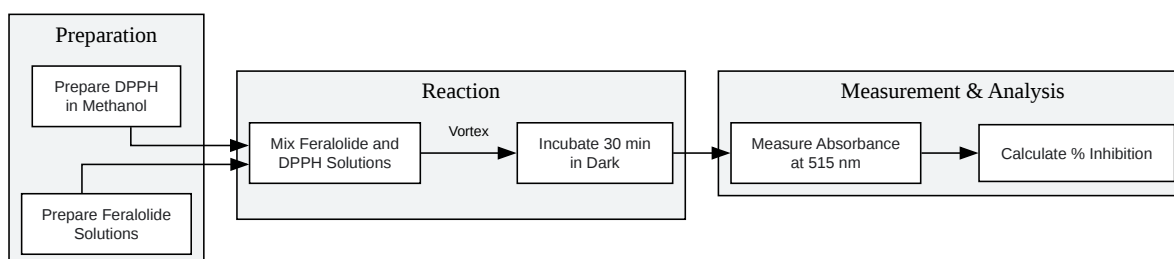 Preparation
Prepare DPPH
in Methanol
Prepare Feralolide
Solutions
Reaction
Mix Feralolide and
DPPH Solutions
Vortex
Incubate 30 min
in Dark
Measurement & Analysis
Measure Absorbance
at 515 nm
Calculate % Inhibition